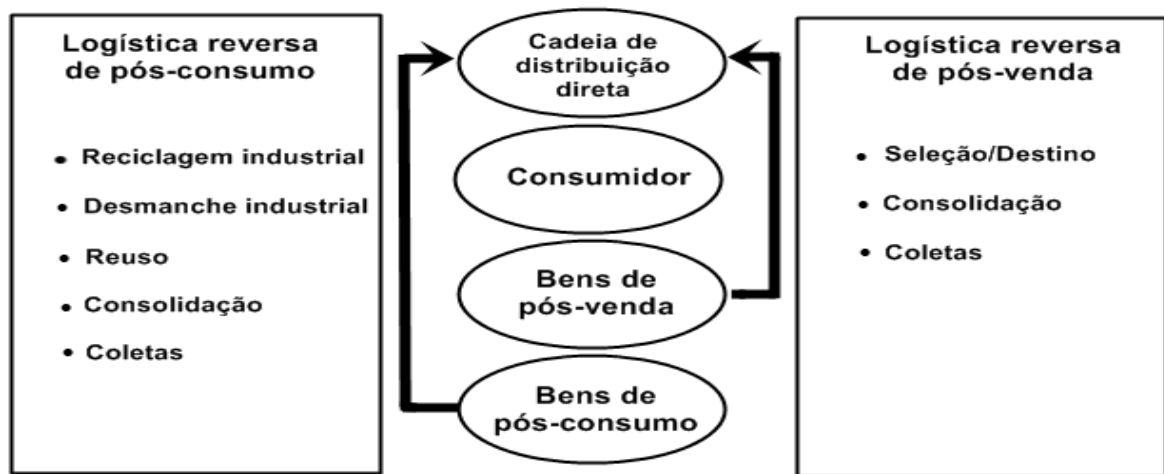 Logística reversa
de pós-consumo
• Reciclagem industrial
• Desmanche industrial
• Reuso
• Consolidação
• Coletas
Cadeia de
distribuição
direta
Consumidor
Bens de
pós-venda
Bens de
pós-consumo
Logística reversa
de pós-venda
• Seleção/Destino
• Consolidação
• Coletas